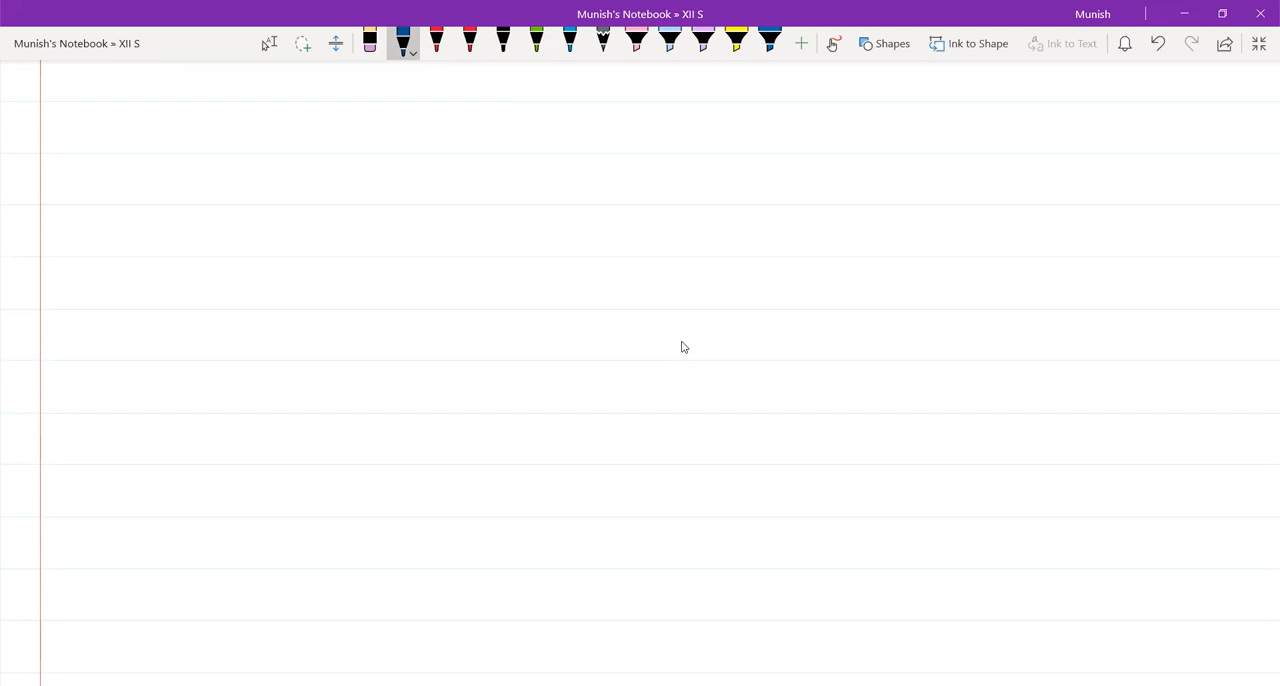 Munish's Notebook » XII S
Munish
Munish's Notebook » XII S
Shapes
Ink to Shape
Ink to Text